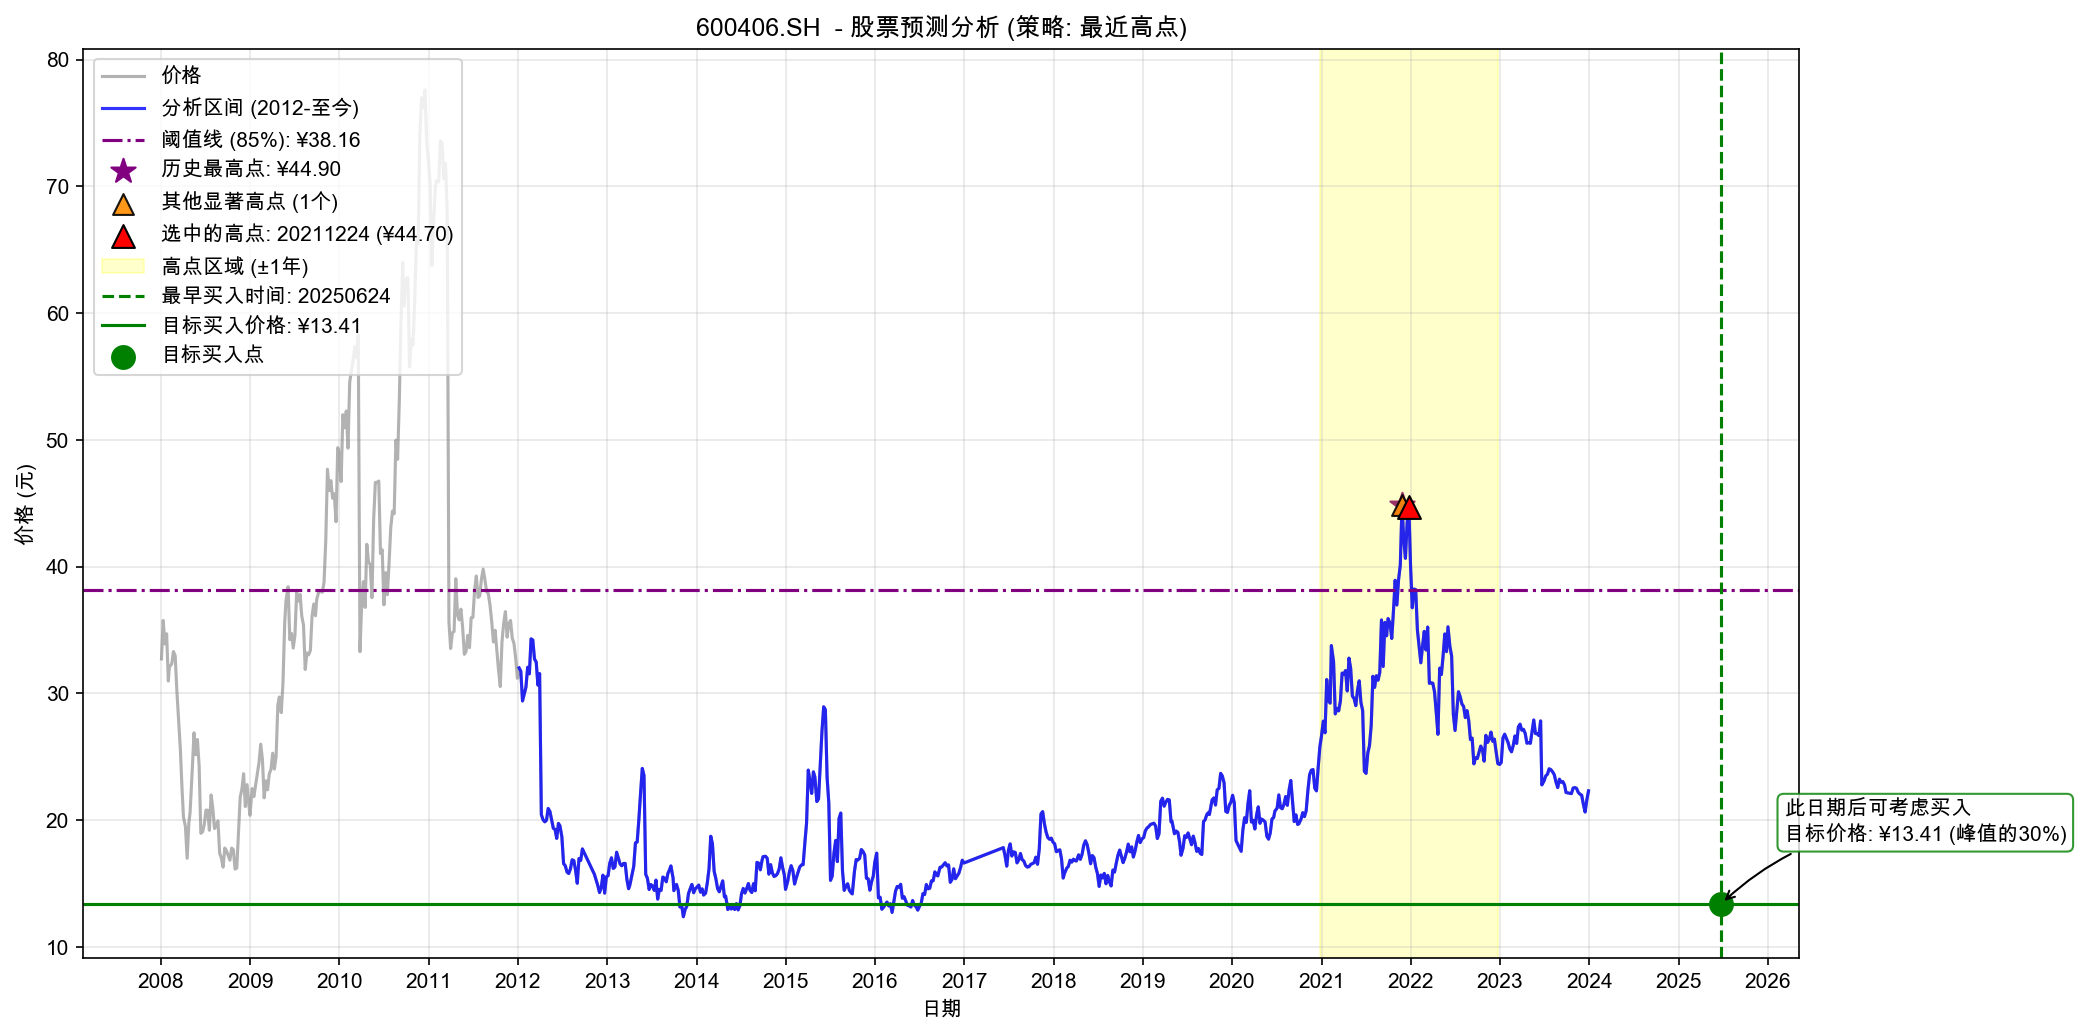 600406.SH - 股票预测分析 (策略: 最近高点)
价格 (元)
80
70
60
50
40
30
20
10
价格
分析区间 (2012-至今)
阈值线 (85%): ¥38.16
历史最高点: ¥44.90
其他显著高点 (1个)
选中的高点: 20211224 (¥44.70)
高点区域 (±1年)
最早买入时间: 20250624
目标买入价格: ¥13.41
目标买入点
此日期后可考虑买入
目标价格: ¥13.41 (峰值的30%)
2008 2009 2010 2011 2012 2013 2014 2015 2016 2017 2018 2019 2020 2021 2022 2023 2024 2025 2026
日期